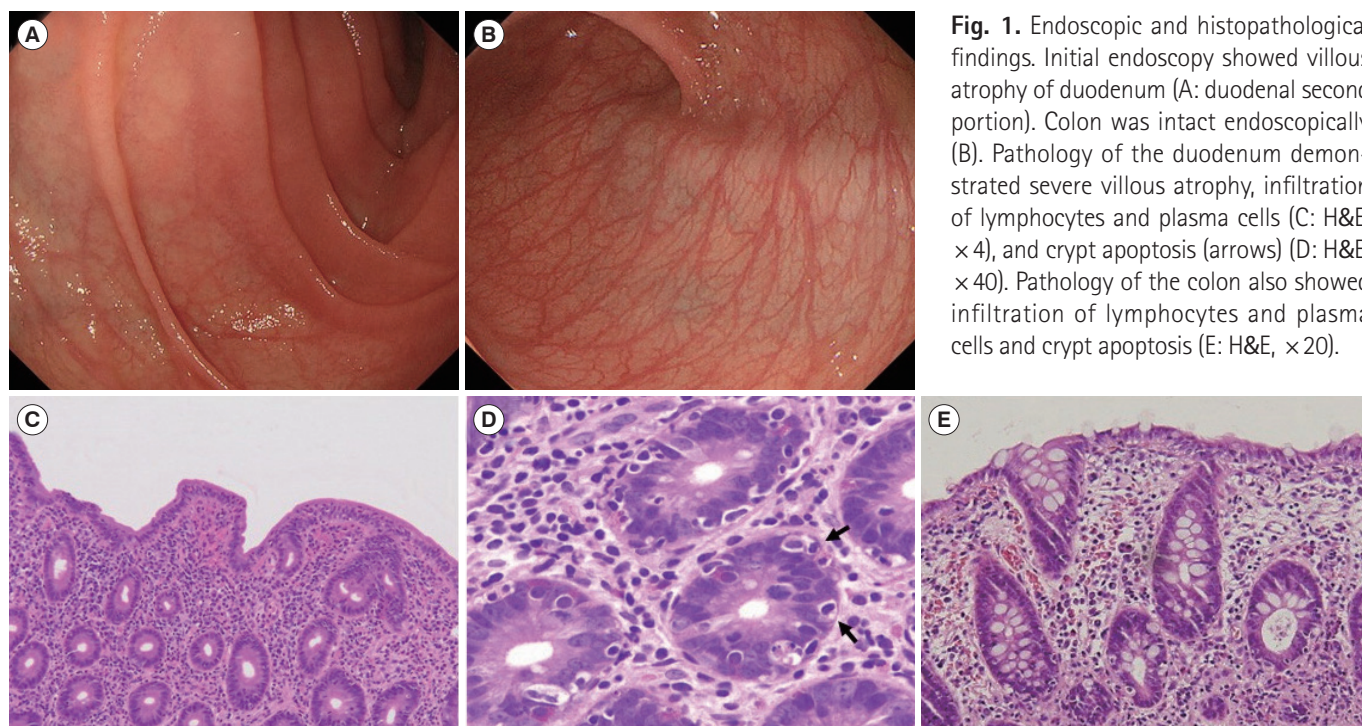 A
B
Fig. 1. Endoscopic and histopathological
findings. Initial endoscopy showed villous
atrophy of duodenum (A: duodenal second
portion). Colon was intact endoscopically
(B). Pathology of the duodenum demon-
strated severe villous atrophy, infiltration
of lymphocytes and plasma cells (C: H&E
×4), and crypt apoptosis (arrows) (D: H&E
×40). Pathology of the colon also showed
infiltration of lymphocytes and plasma
cells and crypt apoptosis (E: H&E, ×20).
C
D
E